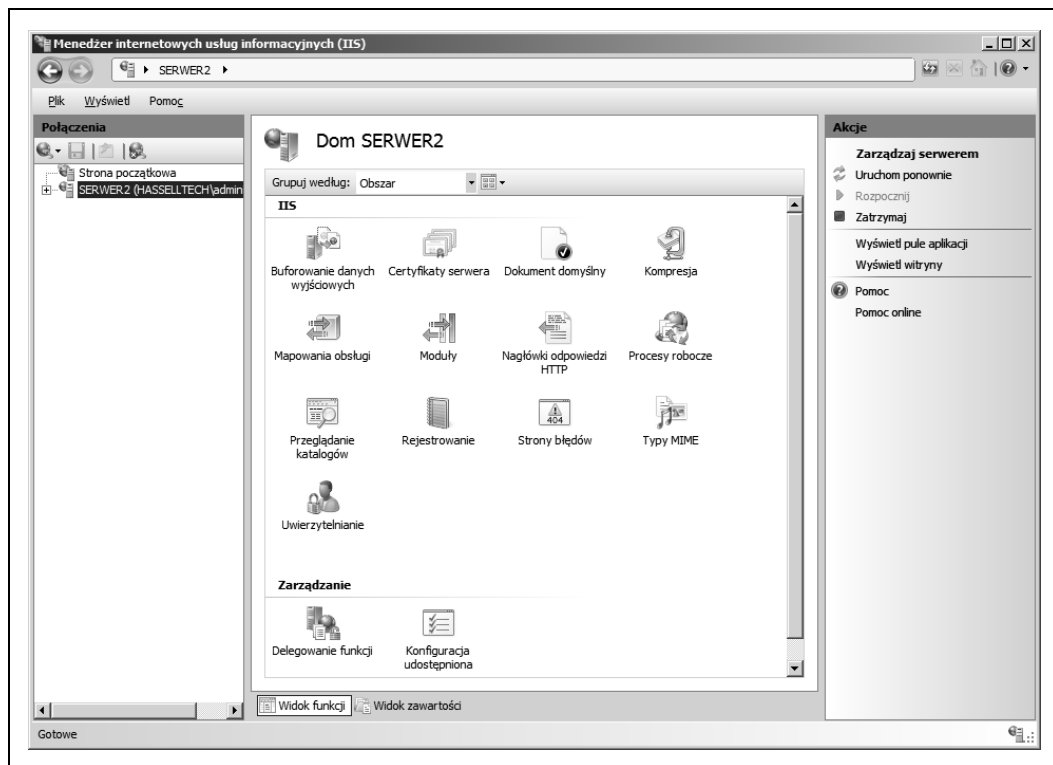 Menedżer internetowych usług informacyjnych (IIS)
SERWER2
Plik Wyświetl Pomoc
Połączenia
Strona początkowa
SERWER2 (HASSELLTECH\admin
Dom SERWER2
Grupuj według: Obszar
IIS
Buforowanie danych
wyjściowych
Certyfikaty serwera
Dokument domyślny
Kompresja
Mapowania obsługi
Moduły
Nagłówki odpowiedzi
HTTP
Procesy robocze
Przeglądanie
katalogów
Rejestrowanie
404
Strony błędów
Typy MIME
Uwierzytelnianie
Zarządzanie
Delegowanie funkcji
Konfiguracja
udostępniona
Widok funkcji
Widok zawartości
Akcje
Zarządzaj serwerem
Uruchom ponownie
Rozpocznij
Zatrzymaj
Wyświetl pule aplikacji
Wyświetl witryny
Pomoc
Pomoc online
Gotowe